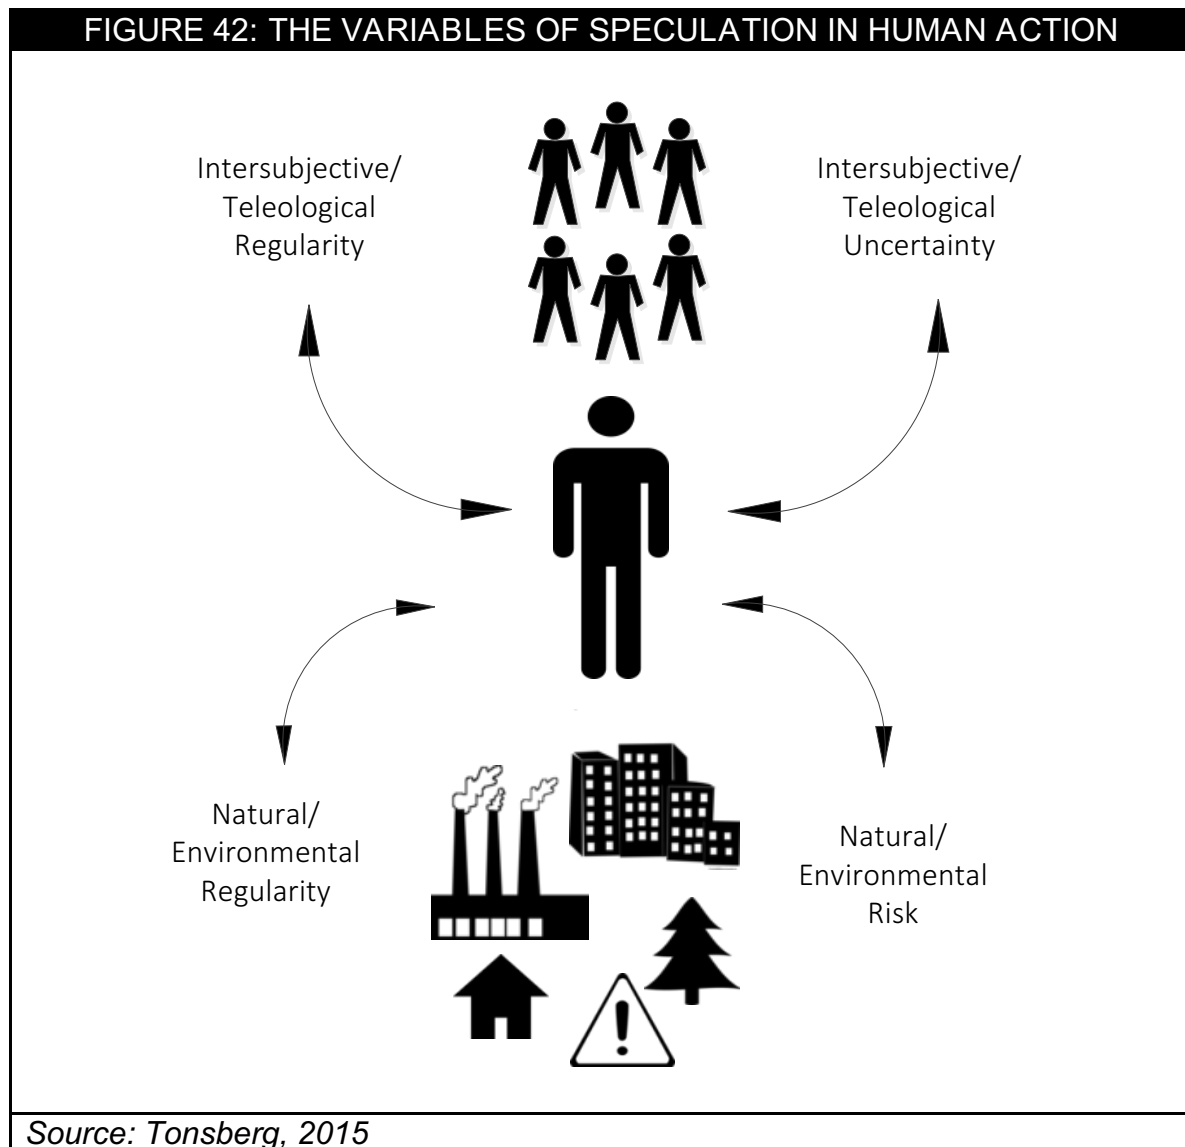 FIGURE 42: THE VARIABLES OF SPECULATION IN HUMAN ACTION
Intersubjective/
Teleological
Regularity
Intersubjective/
Teleological
Uncertainty
Natural/
Environmental
Regularity
Natural/
Environmental
Risk
!
Source: Tonsberg, 2015